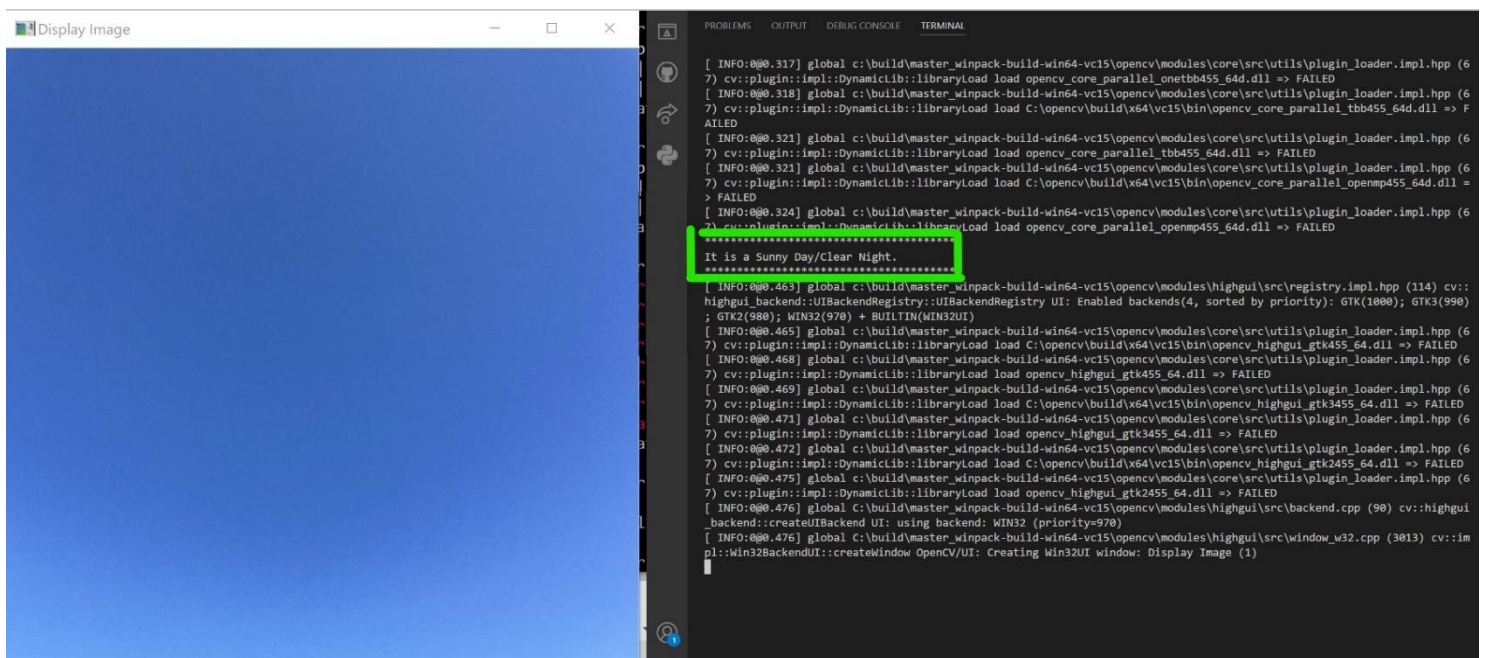 Display Image
PROBLEMS OUTPUT DEBUG CONSOLE TERMINAL
[ INFO:0@0.317] global c:\build\master_winpack-build-win64-vc15\opencv\modules\core\src\utils\plugin_loader.impl.hpp (6
7) cv::plugin::impl::DynamicLib::libraryLoad load opencv_core_parallel_onetbb455_64d.dll => FAILED
[ INFO:0@0.318] global c:\build\master_winpack-build-win64-vc15\opencv\modules\core\src\utils\plugin_loader.impl.hpp (6
7) cv::plugin::impl::DynamicLib::libraryLoad load C:\opencv\build\x64\vc15\bin\opencv_core_parallel_tbb455_64d.dll => F
AILED
[ INFO:0@0.321] global c:\build\master_winpack-build-win64-vc15\opencv\modules\core\src\utils\plugin_loader.impl.hpp (6
7) cv::plugin::impl::DynamicLib::libraryLoad load opencv_core_parallel_tbb455_64d.dll => FAILED
[ INFO:0@0.321] global c:\build\master_winpack-build-win64-vc15\opencv\modules\core\src\utils\plugin_loader.impl.hpp (6
7) cv::plugin::impl::DynamicLib::libraryLoad load C:\opencv\build\x64\vc15\bin\opencv_core_parallel_openmp455_64d.dll =
> FAILED
[ INFO:0@0.324] global c:\build\master_winpack-build-win64-vc15\opencv\modules\core\src\utils\plugin_loader.impl.hpp (6
7) cv::plugin::impl::DynamicLib::libraryLoad load opencv_core_parallel_openmp455_64d.dll => FAILED
***************************************
It is a Sunny Day/Clear Night.
***************************************
[ INFO:0@0.463] global c:\build\master_winpack-build-win64-vc15\opencv\modules\highgui\src\registry.impl.hpp (114) cv::
highgui_backend::UIBackendRegistry::UIBackendRegistry UI: Enabled backends(4, sorted by priority): GTK(1000); GTK3(990)
; GTK2(980); WIN32(970) + BUILTIN(WIN32UI)
[ INFO:0@0.465] global c:\build\master_winpack-build-win64-vc15\opencv\modules\core\src\utils\plugin_loader.impl.hpp (6
7) cv::plugin::impl::DynamicLib::libraryLoad load C:\opencv\build\x64\vc15\bin\opencv_highgui_gtk455_64.dll => FAILED
[ INFO:0@0.468] global c:\build\master_winpack-build-win64-vc15\opencv\modules\core\src\utils\plugin_loader.impl.hpp (6
7) cv::plugin::impl::DynamicLib::libraryLoad load opencv_highgui_gtk455_64.dll => FAILED
[ INFO:0@0.469] global c:\build\master_winpack-build-win64-vc15\opencv\modules\core\src\utils\plugin_loader.impl.hpp (6
7) cv::plugin::impl::DynamicLib::libraryLoad load C:\opencv\build\x64\vc15\bin\opencv_highgui_gtk3455_64.dll => FAILED
[ INFO:0@0.471] global c:\build\master_winpack-build-win64-vc15\opencv\modules\core\src\utils\plugin_loader.impl.hpp (6
7) cv::plugin::impl::DynamicLib::libraryLoad load opencv_highgui_gtk3455_64.dll => FAILED
[ INFO:0@0.472] global c:\build\master_winpack-build-win64-vc15\opencv\modules\core\src\utils\plugin_loader.impl.hpp (6
7) cv::plugin::impl::DynamicLib::libraryLoad load C:\opencv\build\x64\vc15\bin\opencv_highgui_gtk2455_64.dll => FAILED
[ INFO:0@0.475] global c:\build\master_winpack-build-win64-vc15\opencv\modules\core\src\utils\plugin_loader.impl.hpp (6
7) cv::plugin::impl::DynamicLib::libraryLoad load opencv_highgui_gtk2455_64.dll => FAILED
[ INFO:0@0.476] global C:\build\master_winpack-build-win64-vc15\opencv\modules\highgui\src\backend.cpp (90) cv::highgui
_backend::createUIBackend UI: using backend: WIN32 (priority=970)
[ INFO:0@0.476] global C:\build\master_winpack-build-win64-vc15\opencv\modules\highgui\src\window_w32.cpp (3013) cv::im
pl::Win32BackendUI::createWindow OpenCV/UI: Creating Win32UI window: Display Image (1)
1